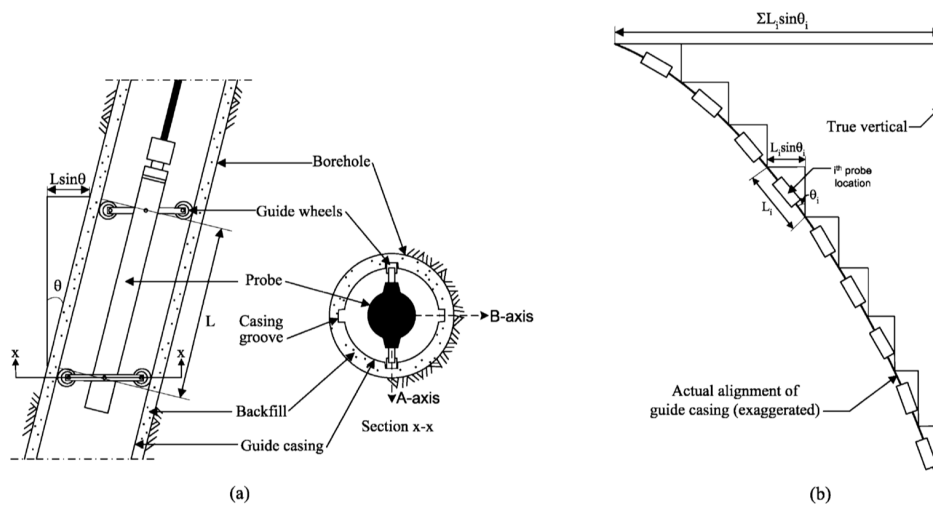 Lsinθ
θ
x
x
L
Borehole
Guide wheels
Probe
Casing
groove
Backfill
Guide casing
B-axis
A-axis
Section x-x
(a)
ΣLᵢsinθᵢ
True vertical
Lᵢsinθᵢ
iᵗʰ probe
location
θᵢ
Lᵢ
Actual alignment of
guide casing (exaggerated)
(b)